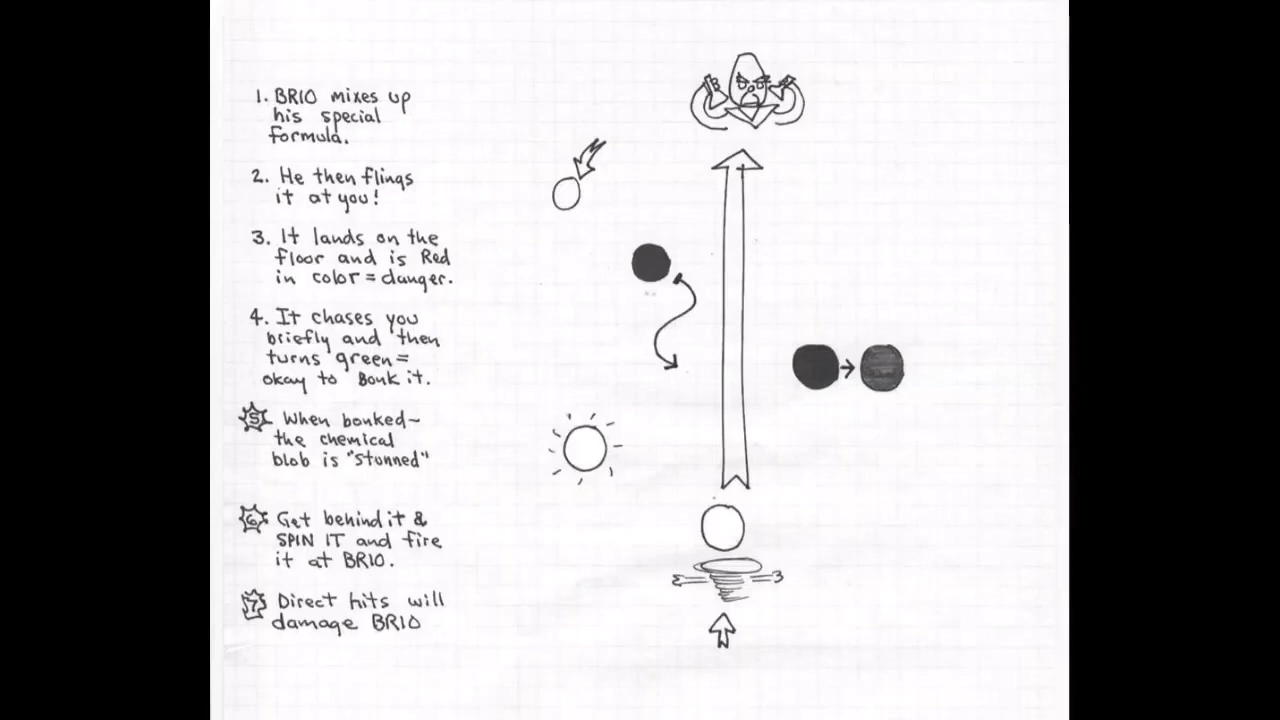 1. BRIO mixes up
his special
formula.
2. He then flings
it at you!
3. It lands on the
floor and is Red
in color = danger.
4. It chases you
briefly and then
turns green =
okay to Bonk it.
5 When bonked~
the chemical
blob is "stunned"
6 Get behind it &
SPIN IT and fire
it at BRIO.
7 Direct hits will
damage BRIO